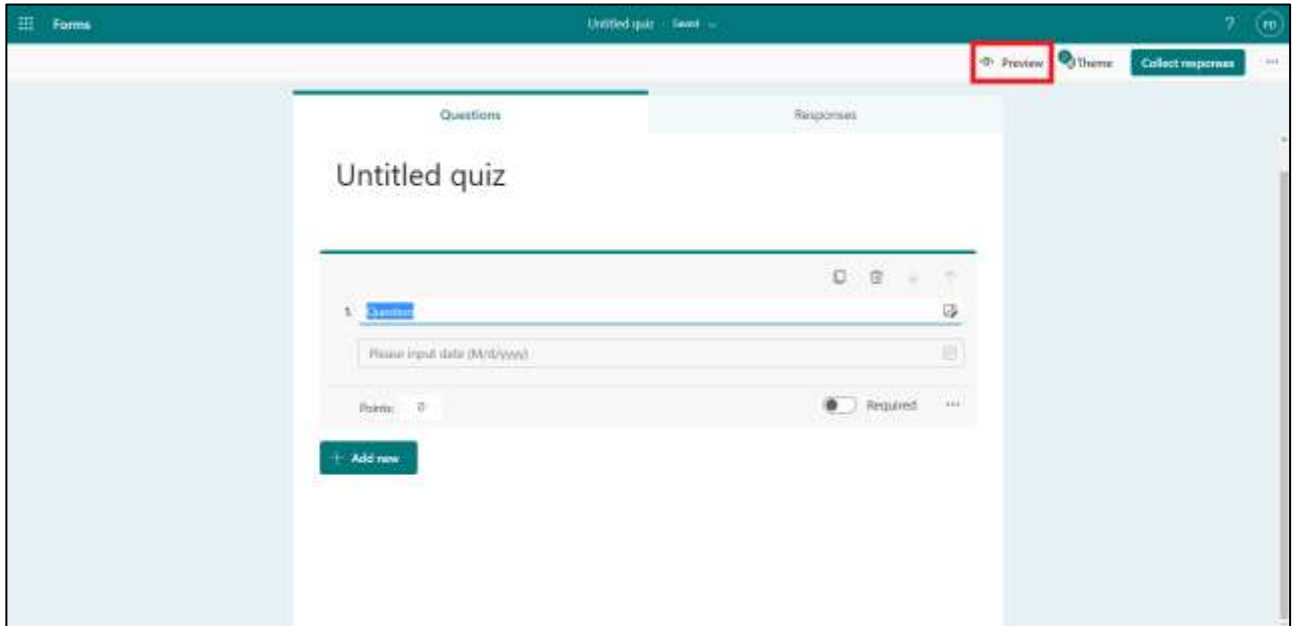 Forms
Untitled quiz - Saved
?
Preview
Theme
Collect responses
...
Questions
Responses
Untitled quiz
1. Question
Please input date (M/d/yyyy)
Points: 0
Required
...
+ Add new